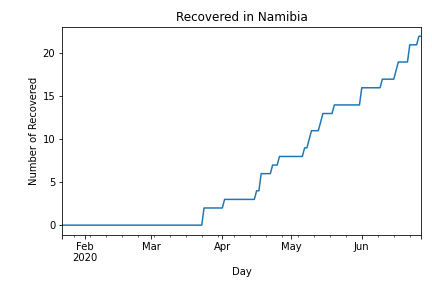 Recovered in Namibia
Number of Recovered
20
15
10
5
0
Feb
2020
Mar
Apr
May
Jun
Day